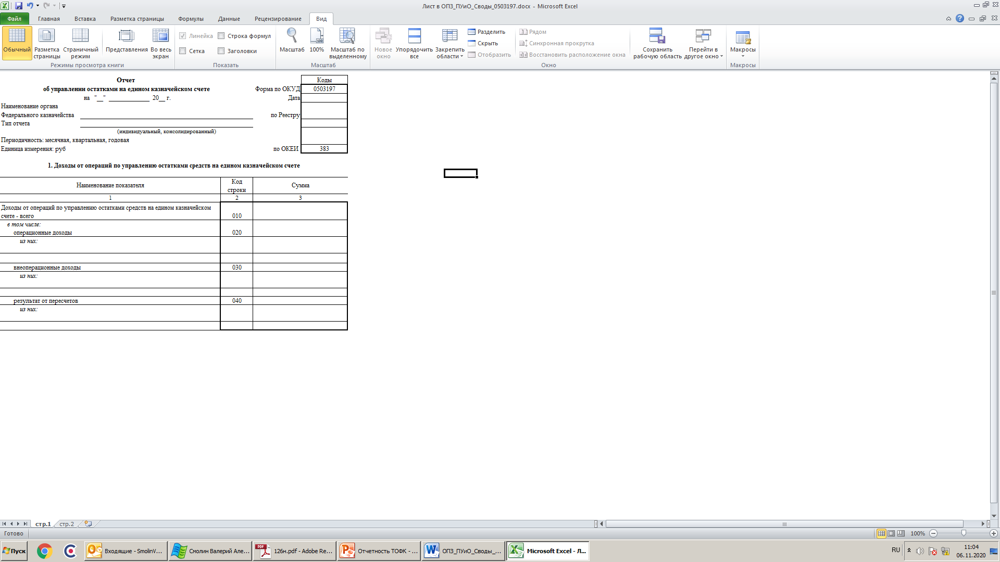 Лист в ОПЗ_ПУиО_Своды_0503197.docx - Microsoft Excel
Файл Главная Вставка Разметка страницы Формулы Данные Рецензирование Вид
Обычный
Разметка страницы
Страничный режим
Представления
Во весь экран
Режимы просмотра книги
Линейка
Строка формул
Сетка
Заголовки
Показать
Масштаб
100%
Масштаб по выделенному
Масштаб
Новое окно
Упорядочить все
Закрепить области
Разделить
Скрыть
Отобразить
Рядом
Синхронная прокрутка
Восстановить расположение окна
Окно
Сохранить рабочую область
Перейти в другое окно
Макросы
Макросы
Отчет
Коды
об управлении остатками на едином казначейском счете
Форма по ОКУД 0503197
на "__" _____________ 20__ г.
Дата
Наименование органа
Федерального казначейства
по Реестру
Тип отчета
(индивидуальный, консолидированный)
Периодичность: месячная, квартальная, годовая
Единица измерения: руб
по ОКЕИ 383
1. Доходы от операций по управлению остатками средств на едином казначейском счете
Наименование показателя
Код строки
Сумма
1 2 3
Доходы от операций по управлению остатками средств на едином казначейском
счете - всего 010
в том числе:
операционные доходы 020
из них:
внеоперационные доходы 030
из них:
результат от пересчетов 040
из них:
стр.1 стр.2
Готово
100%
Пуск
Входящие - SmolinV...
Смолин Валерий Але...
PDF
126н.pdf - Adobe Re...
Отчетность ТОФК - ...
ОПЗ_ПУиО_Своды_...
Microsoft Excel - Л...
RU
11:04
06.11.2020